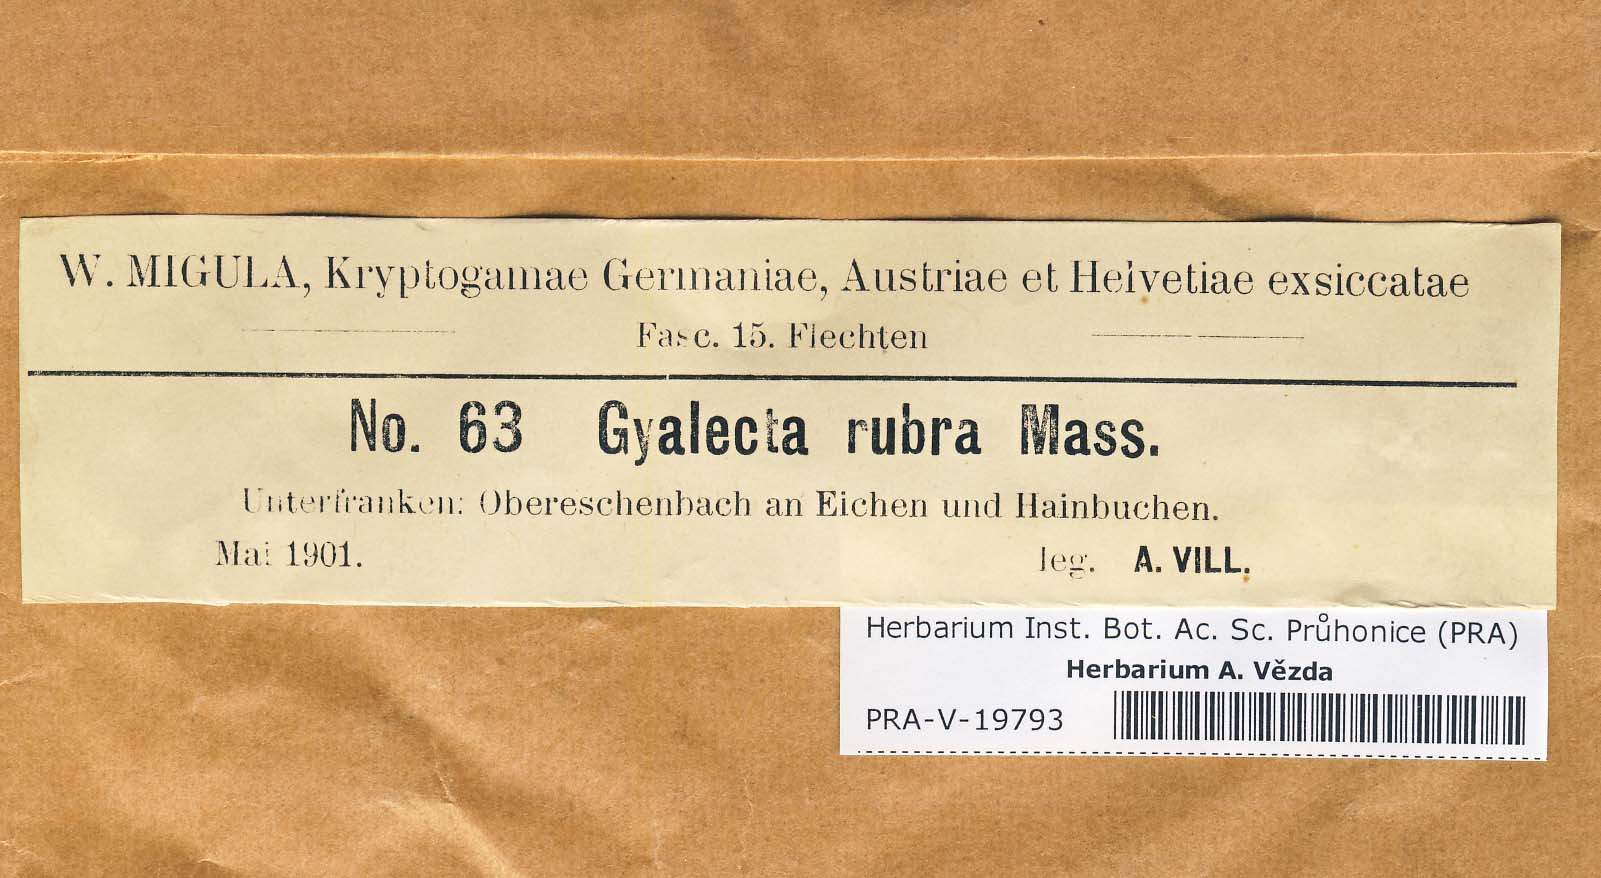 W. MIGULA, Kryptogamae Germaniae, Austriae et Helvetiae exsiccatae
Fasc. 15. Flechten
No. 63 Gyalecta rubra Mass.
Unterfranken: Obereschenbach an Eichen und Hainbuchen.
Mai 1901. leg. A. VILL.
Herbarium Inst. Bot. Ac. Sc. Průhonice (PRA)
Herbarium A. Vězda
PRA-V-19793